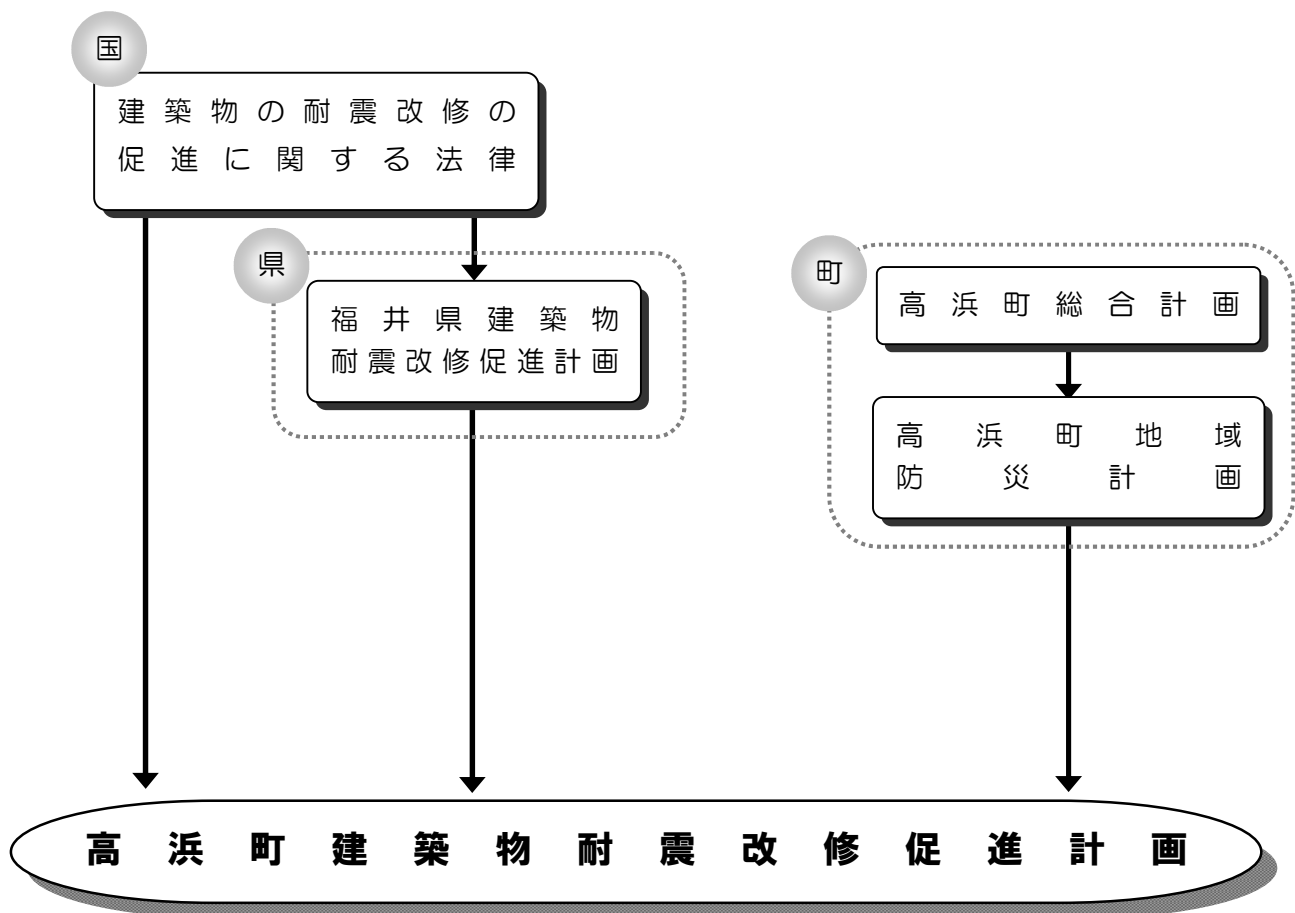 国
建築物の耐震改修の
促進に関する法律
県
福井県建築物
耐震改修促進計画
町
高浜町総合計画
高浜町地域
防災計画
高浜町建築物耐震改修促進計画